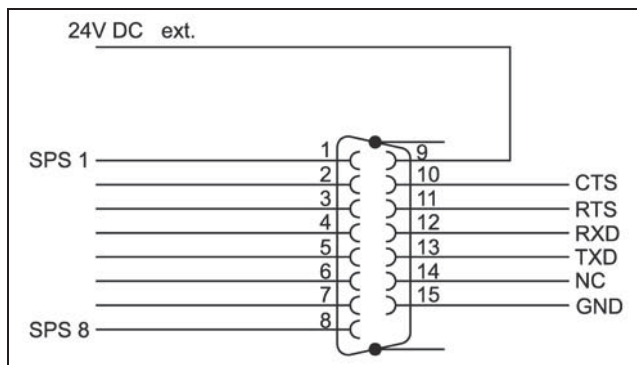 24V DC ext.
1 9
SPS 1
2 10 CTS
3 11 RTS
4 12 RXD
5 13 TXD
6 14 NC
7 15 GND
SPS 8 8